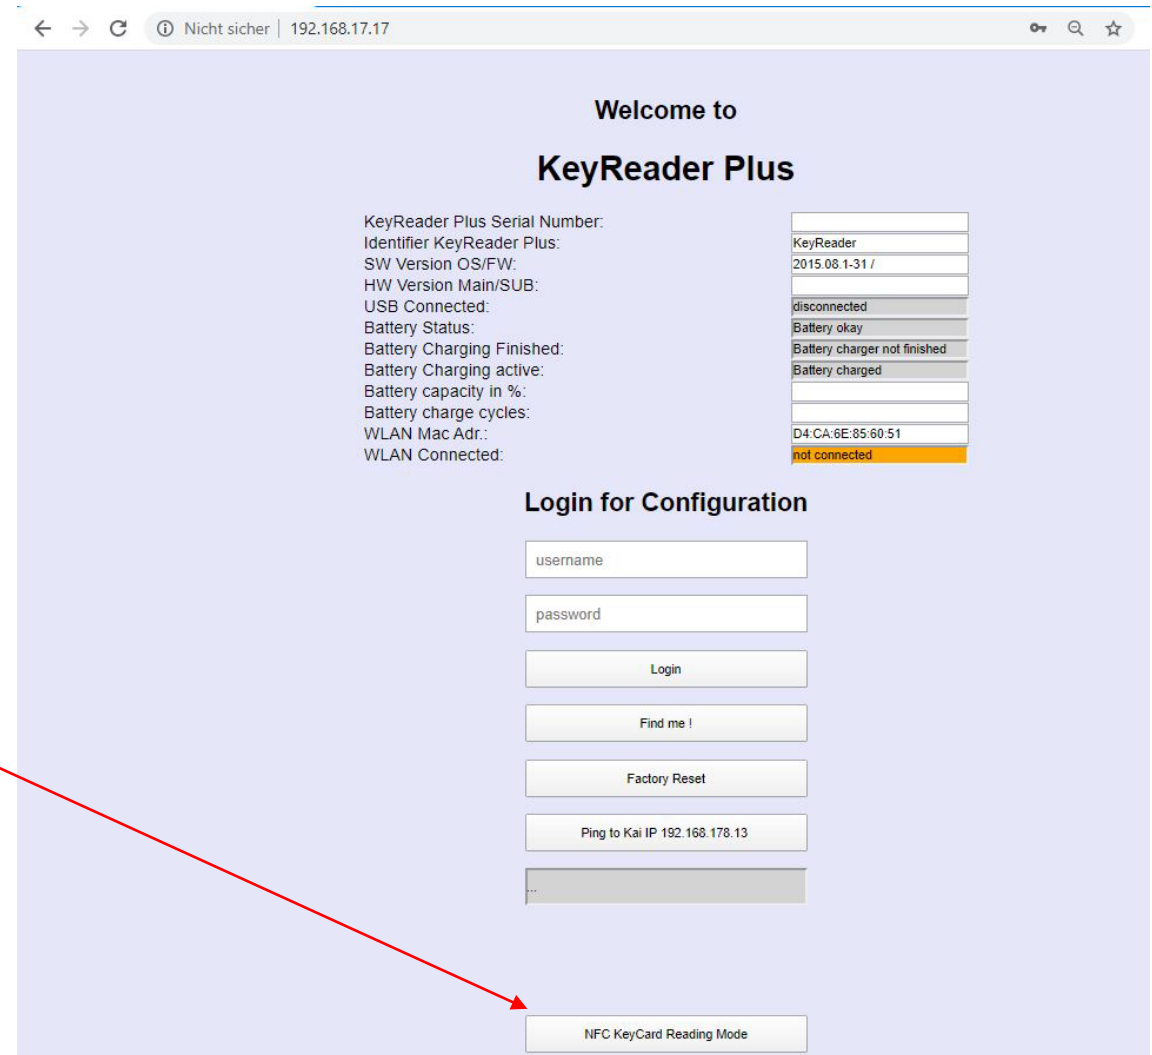 Nicht sicher | 192.168.17.17
Welcome to
KeyReader Plus
KeyReader Plus Serial Number:
Identifier KeyReader Plus: KeyReader
SW Version OS/FW: 2015.08.1-31 /
HW Version Main/SUB:
USB Connected: disconnected
Battery Status: Battery okay
Battery Charging Finished: Battery charger not finished
Battery Charging active: Battery charged
Battery capacity in %:
Battery charge cycles:
WLAN Mac Adr.: D4:CA:6E:85:60:51
WLAN Connected: not connected
Login for Configuration
username
password
Login
Find me !
Factory Reset
Ping to Kai IP 192.168.178.13
...
NFC KeyCard Reading Mode